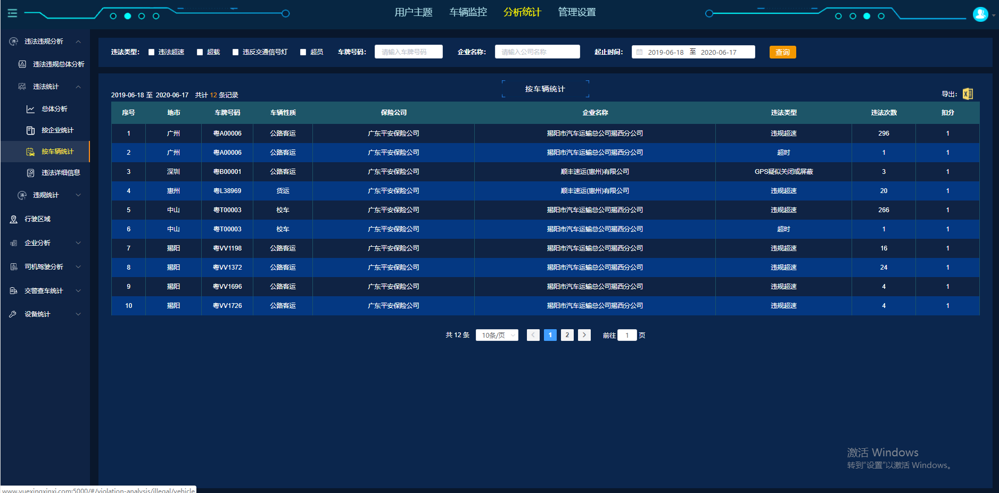 用户主题 车辆监控 分析统计 管理设置
违法违规分析
违法违规总体分析
违法统计
总体分析
按企业统计
按车辆统计
违法详细信息
违规统计
行驶区域
企业分析
司机驾驶分析
交警查车统计
设备统计
违法类型: 违法超速 超载 违反交通信号灯 超员 车牌号码: 请输入车牌号码 企业名称: 请输入公司名称 起止时间: 2019-06-18 至 2020-06-17 查询
按车辆统计
2019-06-18 至 2020-06-17 共计 12 条记录 导出:
序号 地市 车牌号码 车辆性质 保险公司 企业名称 违法类型 违法次数 扣分
1 广州 粤A00006 公路客运 广东平安保险公司 揭阳市汽车运输总公司揭西分公司 违规超速 296 1
2 广州 粤A00006 公路客运 广东平安保险公司 揭阳市汽车运输总公司揭西分公司 超时 1 1
3 深圳 粤B00001 公路客运 广东平安保险公司 顺丰速运(惠州)有限公司 GPS疑似关闭或屏蔽 3 1
4 惠州 粤L38969 货运 广东平安保险公司 顺丰速运(惠州)有限公司 违规超速 20 1
5 中山 粤T00003 校车 广东平安保险公司 揭阳市汽车运输总公司揭西分公司 违规超速 266 1
6 中山 粤T00003 校车 广东平安保险公司 揭阳市汽车运输总公司揭西分公司 超时 1 1
7 揭阳 粤VV1198 公路客运 广东平安保险公司 揭阳市汽车运输总公司揭西分公司 违规超速 16 1
8 揭阳 粤VV1372 公路客运 广东平安保险公司 揭阳市汽车运输总公司揭西分公司 违规超速 24 1
9 揭阳 粤VV1696 公路客运 广东平安保险公司 揭阳市汽车运输总公司揭西分公司 违规超速 4 1
10 揭阳 粤VV1726 公路客运 广东平安保险公司 揭阳市汽车运输总公司揭西分公司 违规超速 4 1
共 12 条 10条/页 1 2 前往 1 页
激活 Windows
转到"设置"以激活 Windows。
www.yuexingxinxi.com:5000/#/violation-analysis/illegal/vehicle